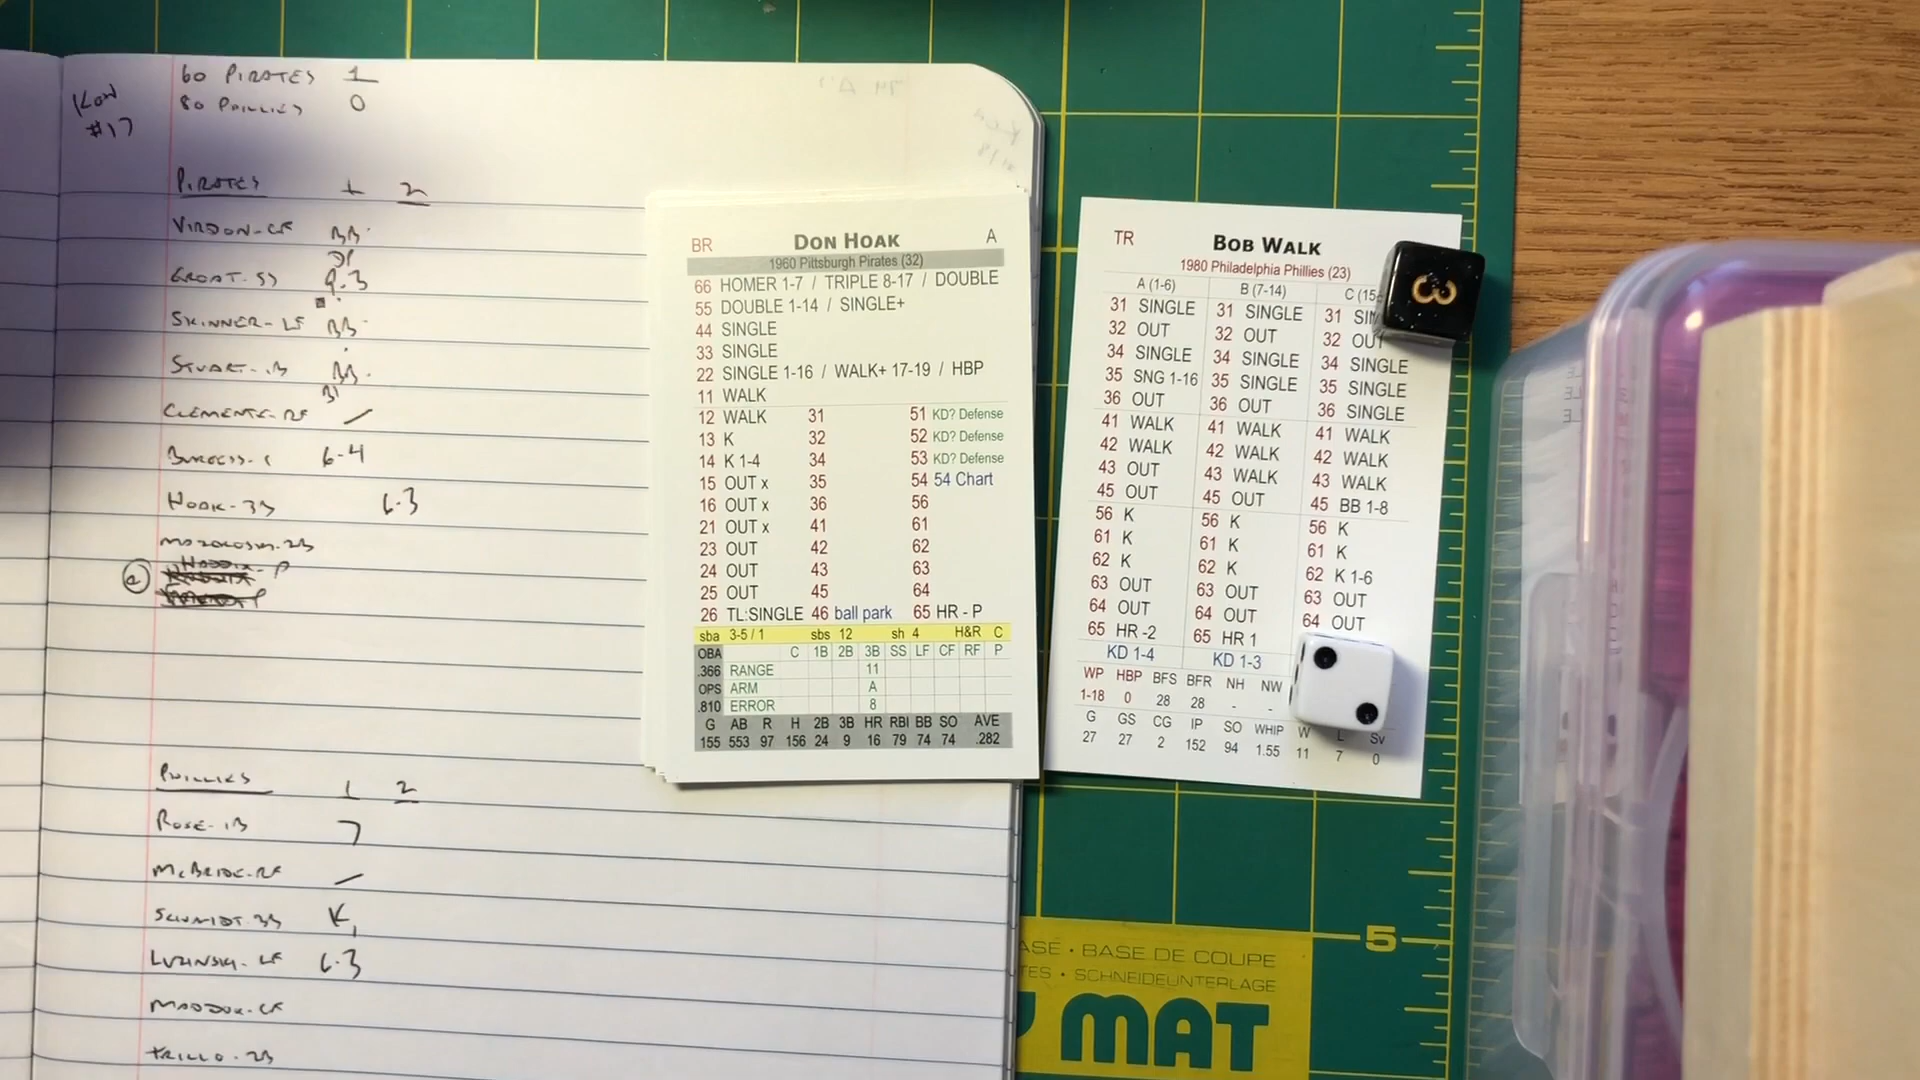 60 PIRATES 1
80 PHILLIES 0
#17
PIRATES 1 2
VIRDON-CF BB
GROAT-SS
SKINNER-LF BB
STUART-1B BB
CLEMENTE-RF
BURGESS-C 6-4
HOAK-3B 6-3
MAZEROSKI-2B
HADDIX-P
PHILLIES 1 2
ROSE-1B 7
McBRIDE-RF
SCHMIDT-3B K
LUZINSKI-LF 6-3
MADDOX-CF
TRILLO-2B
BR DON HOAK A
1960 Pittsburgh Pirates (32)
66 HOMER 1-7 / TRIPLE 8-17 / DOUBLE
55 DOUBLE 1-14 / SINGLE+
44 SINGLE
33 SINGLE
22 SINGLE 1-16 / WALK+ 17-19 / HBP
11 WALK
12 WALK 31 51 KD? Defense
13 K 32 52 KD? Defense
14 K 1-4 34 53 KD? Defense
15 OUT x 35 54 54 Chart
16 OUT x 36 56
21 OUT x 41 61
23 OUT 42 62
24 OUT 43 63
25 OUT 45 64
26 TL:SINGLE 46 ball park 65 HR - P
sba 3-5 / 1 sbs 12 sh 4 H&R C
OBA C 1B 2B 3B SS LF CF RF P
.366 RANGE 11
OPS ARM A
.810 ERROR 8
G AB R H 2B 3B HR RBI BB SO AVE
155 553 97 156 24 9 16 79 74 74 .282
TR BOB WALK
1980 Philadelphia Phillies (23)
A (1-6) B (7-14) C (15-
31 SINGLE 31 SINGLE 31 SIN
32 OUT 32 OUT 32 OUT
34 SINGLE 34 SINGLE 34 SINGLE
35 SNG 1-16 35 SINGLE 35 SINGLE
36 OUT 36 OUT 36 SINGLE
41 WALK 41 WALK 41 WALK
42 WALK 42 WALK 42 WALK
43 OUT 43 WALK 43 WALK
45 OUT 45 OUT 45 BB 1-8
56 K 56 K 56 K
61 K 61 K 61 K
62 K 62 K 62 K 1-6
63 OUT 63 OUT 63 OUT
64 OUT 64 OUT 64 OUT
65 HR -2 65 HR 1
KD 1-4 KD 1-3
WP HBP BFS BFR NH NW
1-18 0 28 28 - -
G GS CG IP SO WHIP W L Sv
27 27 2 152 94 1.55 11 7 0
3
5
BASE DE COUPE
SCHNEIDEUNTERLAGE
MAT